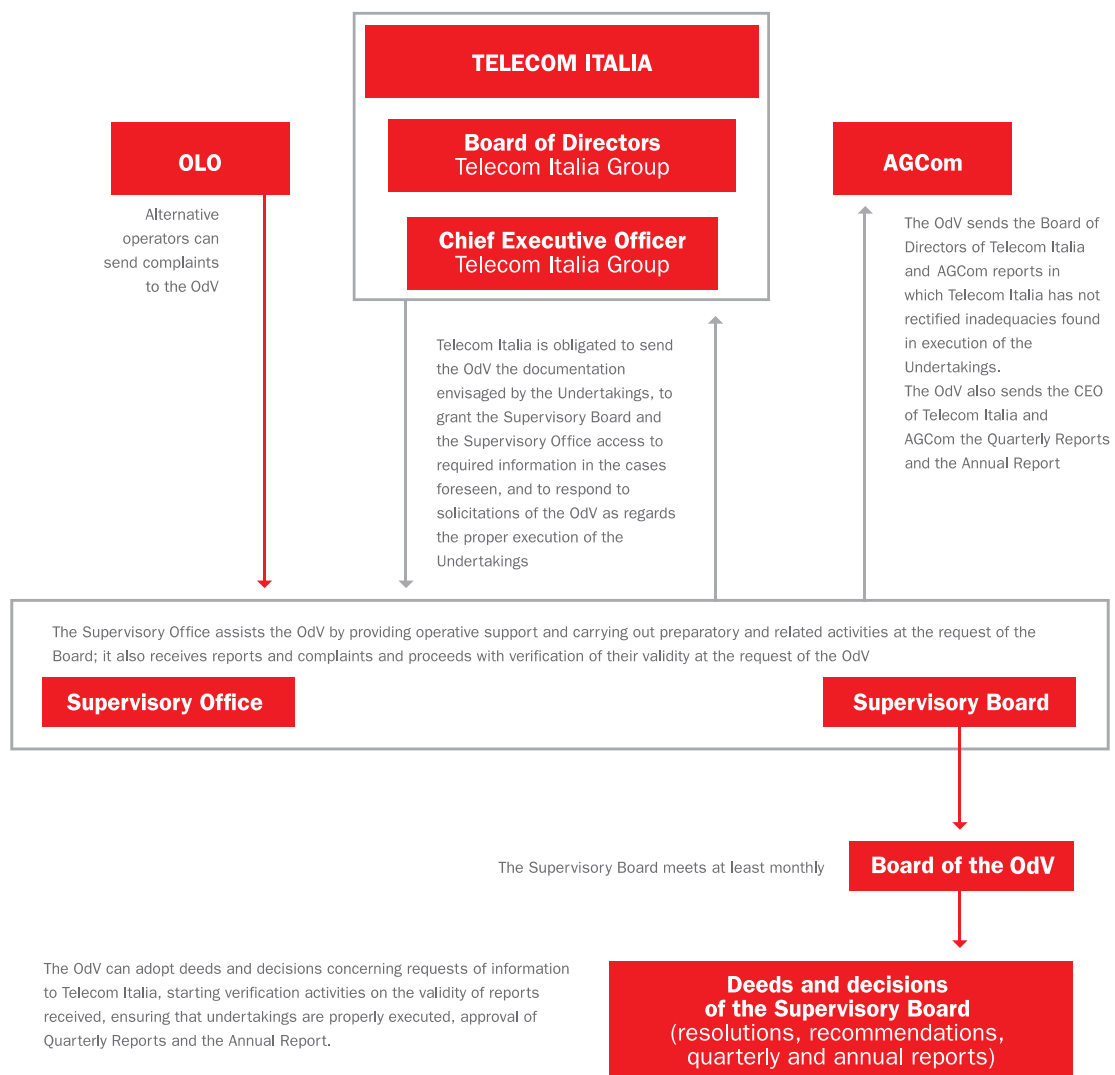 TELECOM ITALIA
Board of Directors
Telecom Italia Group
Chief Executive Officer
Telecom Italia Group
OLO
Alternative
operators can
send complaints
to the OdV
AGCom
The OdV sends the Board of
Directors of Telecom Italia
and AGCom reports in
which Telecom Italia has not
rectified inadequacies found
in execution of the
Undertakings.
The OdV also sends the CEO
of Telecom Italia and
AGCom the Quarterly Reports
and the Annual Report
Telecom Italia is obligated to send
the OdV the documentation
envisaged by the Undertakings, to
grant the Supervisory Board and
the Supervisory Office access to
required information in the cases
foreseen, and to respond to
solicitations of the OdV as regards
the proper execution of the
Undertakings
The Supervisory Office assists the OdV by providing operative support and carrying out preparatory and related activities at the request of the
Board; it also receives reports and complaints and proceeds with verification of their validity at the request of the OdV
Supervisory Office
Supervisory Board
The Supervisory Board meets at least monthly
Board of the OdV
The OdV can adopt deeds and decisions concerning requests of information
to Telecom Italia, starting verification activities on the validity of reports
received, ensuring that undertakings are properly executed, approval of
Quarterly Reports and the Annual Report.
Deeds and decisions
of the Supervisory Board
(resolutions, recommendations,
quarterly and annual reports)